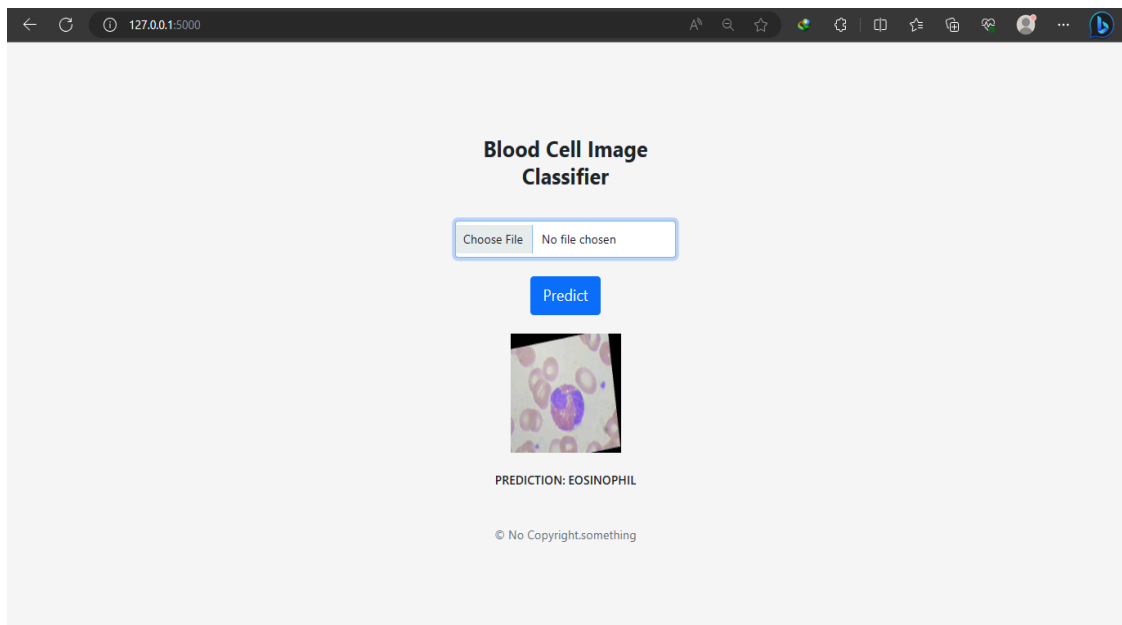 127.0.0.1:5000
Blood Cell Image
Classifier
Choose File No file chosen
Predict
PREDICTION: EOSINOPHIL
© No Copyright.something